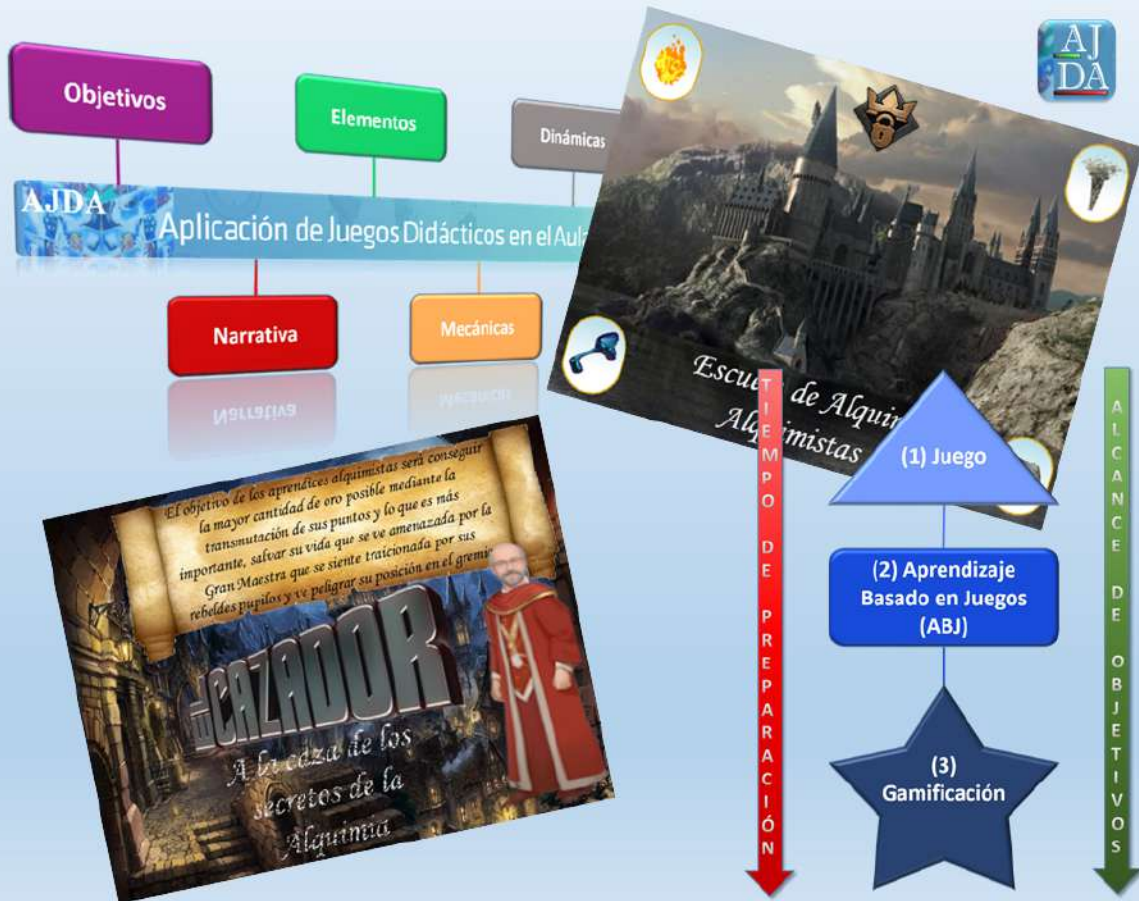 AJ
DA
Objetivos
Elementos
Dinámicas
AJDA
Aplicación de Juegos Didácticos en el Aula
Narrativa
Mecánicas
Escuela de
Alquimistas
El objetivo de los aprendices alquimistas será conseguir
la mayor cantidad de oro posible mediante la
transmutación de sus puntos y lo que es más
importante, salvar su vida que se ve amenazada por la
Gran Maestra que se siente traicionada por sus
rebeldes pupilos y ve peligrar su posición en el gremio
EL CAZADOR
A la caza de los
secretos de la
Alquimia
TIEMPO DE PREPARACIÓN
(1) Juego
(2) Aprendizaje
Basado en Juegos
(ABJ)
(3)
Gamificación
ALCANCE DE OBJETIVOS